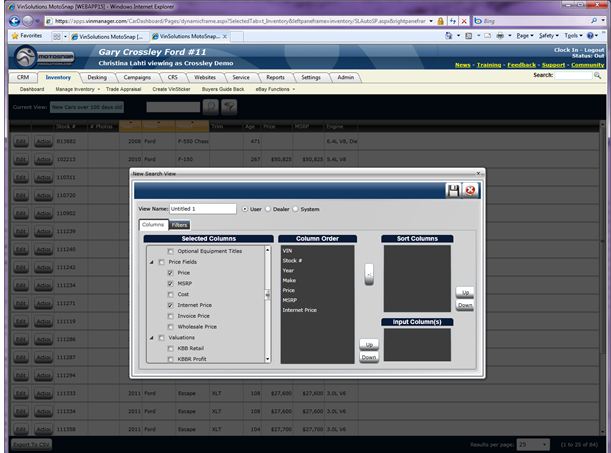 VinSolutions MotoSnap [WEBAPP15] - Windows Internet Explorer
https://apps.vinmanager.com/CarDashboard/Pages/dynamicframe.aspx?SelectedTab=t_Inventory&leftpaneframe=inventory/SLAutoSP.aspx&rightpanefram
Bing
Favorites
VinSolutions MotoSnap [...
VinSolutions MotoSnap...
Page
Safety
Tools
MOTOSNAP
Gary Crossley Ford #11
Christina Lahti viewing as Crossley Demo
Clock In - Logout
Status: Out
News - Training - Feedback - Support - Community
CRM
Inventory
Desking
Campaigns
CRS
Websites
Service
Reports
Settings
Admin
Search:
Dashboard
Manage Inventory
Trade Appraisal
Create VinSticker
Buyers Guide Back
eBay Functions
Current View: New Cars over 100 days old
Stock # # Photos Trim Age Price MSRP Engine
Edit Action 813882 2008 Ford F-550 Chass 471 6.4L V8, Die
Edit Action 102213 2010 Ford F-150 267 $50,825 $50,825 5.4L V8
Edit Action 110311
Edit Action 110720
Edit Action 110902
Edit Action 111239
Edit Action 111240
Edit Action 111242
Edit Action 111234
Edit Action 111271
Edit Action 111119
Edit Action 111286
Edit Action 111287
Edit Action 111294
Edit Action 111334 2011 Ford Escape XLT 108 $27,600 $27,600 3.0L V6
Edit Action 111333 2011 Ford Escape XLT 108 $27,600 $27,600 3.0L V6
Edit Action 111358 2011 Ford Escape XLT 104 $27,700 $27,700 3.0L V6
Export To CSV
Results per page: 25
(1 to 25 of 84)
New Search View
View Name: Untitled 1
User Dealer System
Columns
Filters
Selected Columns
Optional Equipment Titles
Price Fields
Price
MSRP
Cost
Internet Price
Invoice Price
Wholesale Price
Valuations
KBB Retail
KBBR Profit
Column Order
VIN
Stock #
Year
Make
Price
MSRP
Internet Price
Up
Down
Sort Columns
Up
Down
Input Column(s)